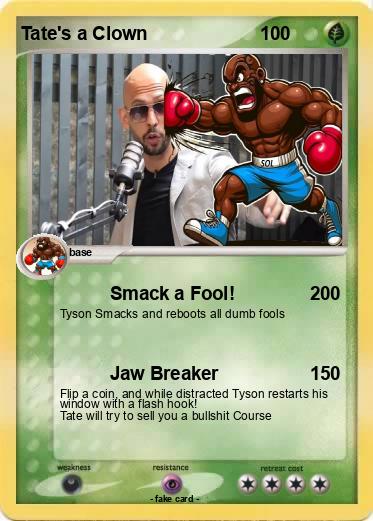 Tate's a Clown 100
SOL
base
Smack a Fool! 200
Tyson Smacks and reboots all dumb fools
Jaw Breaker 150
Flip a coin, and while distracted Tyson restarts his
window with a flash hook!
Tate will try to sell you a bullshit Course
weakness resistance retreat cost
- fake card -